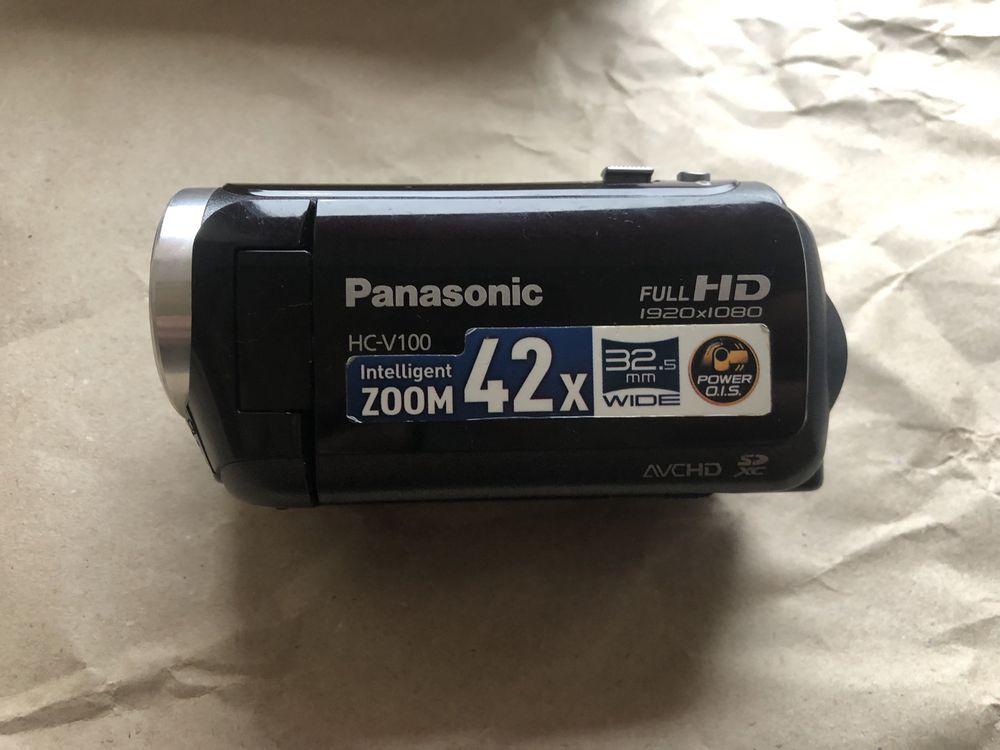 Panasonic
FULL HD
1920x1080
HC-V100
Intelligent
ZOOM
42x
32.5
mm
WIDE
POWER
O.I.S.
AVCHD
SD
XC